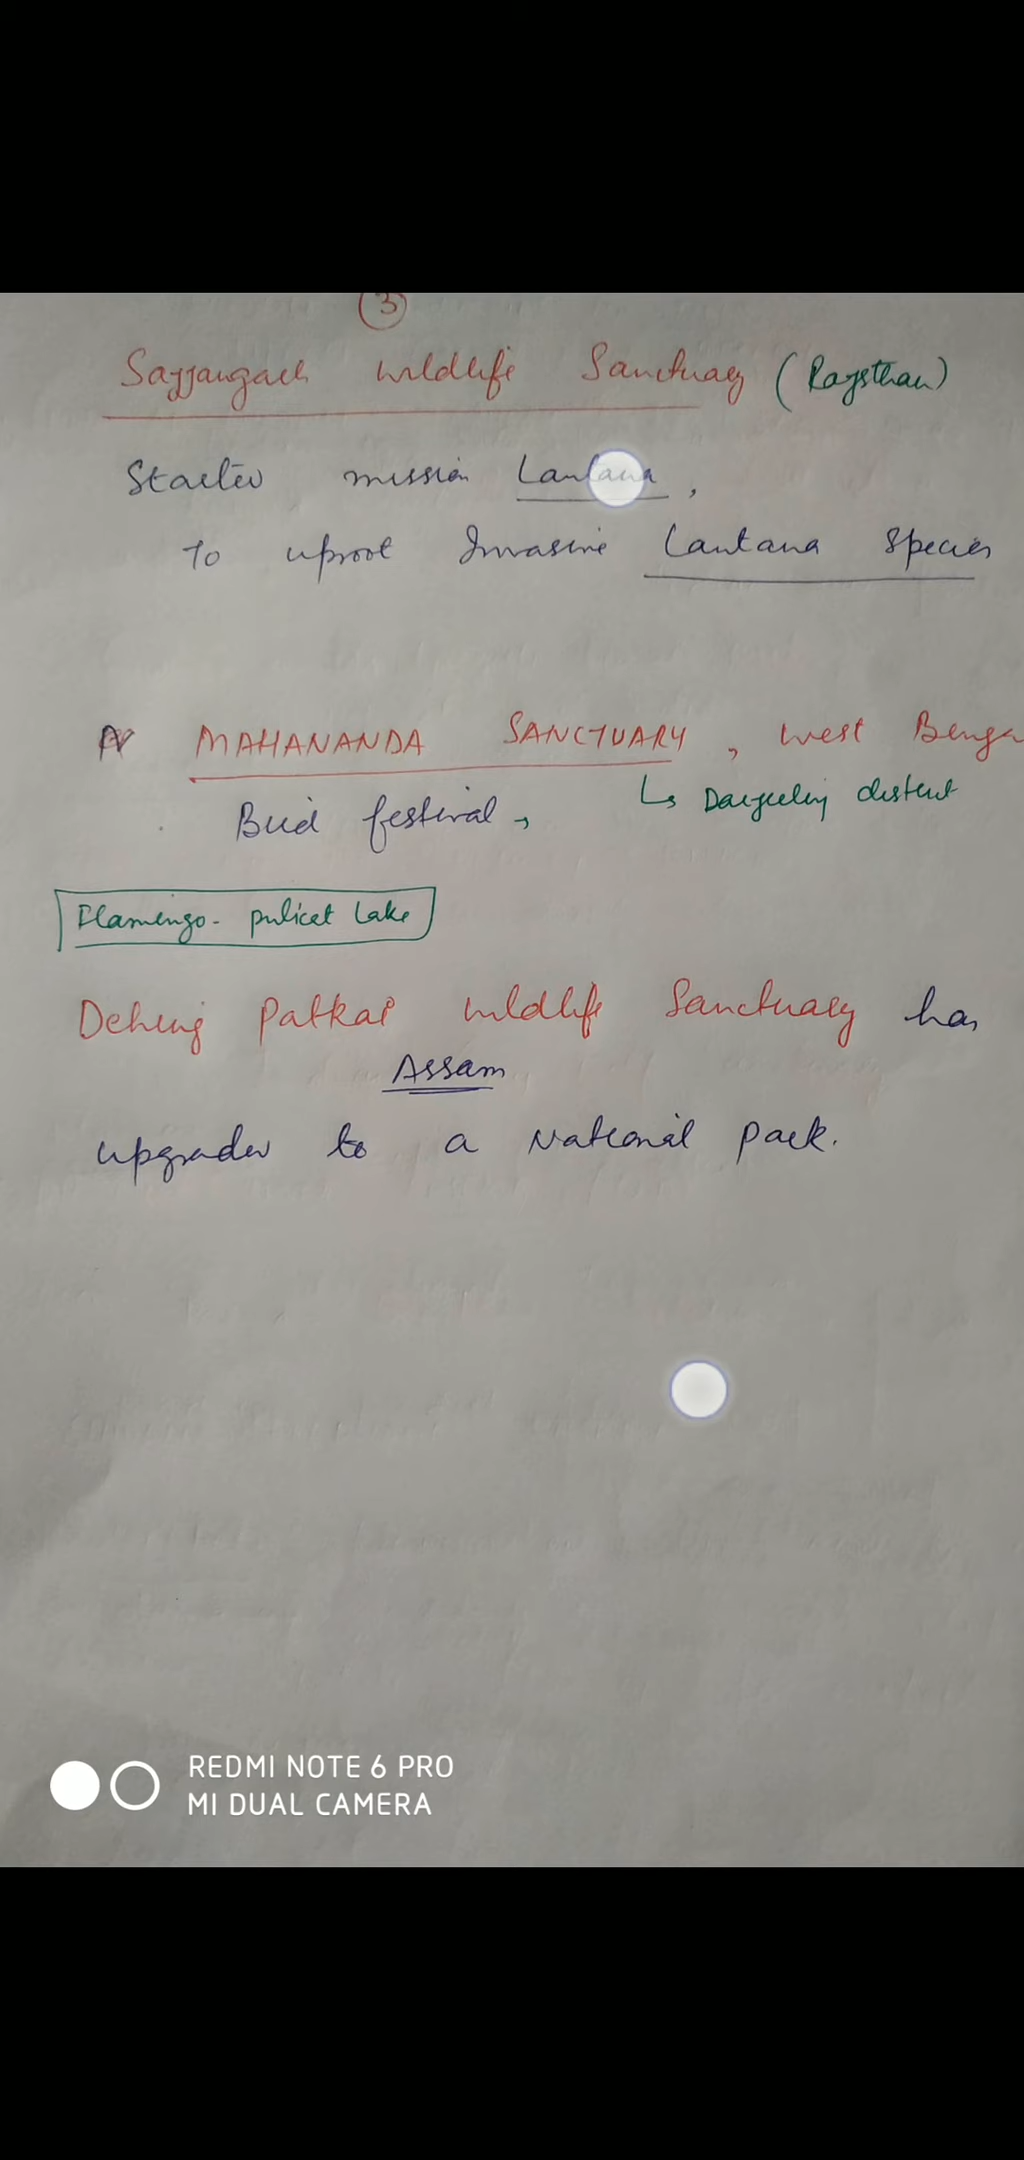 3
Sajjangarh wildlife Sanctuary (Rajsthan)
Started mission Lantana,
To uproot Invasive Lantana species
MAHANANDA SANCTUARY, West Benga
↳ Darjeeling district
Bird festival,
Flamingo - pulicat Lake
Dehing Patkai wildlife Sanctuary has
Assam
upgraded to a National park.
REDMI NOTE 6 PRO
MI DUAL CAMERA